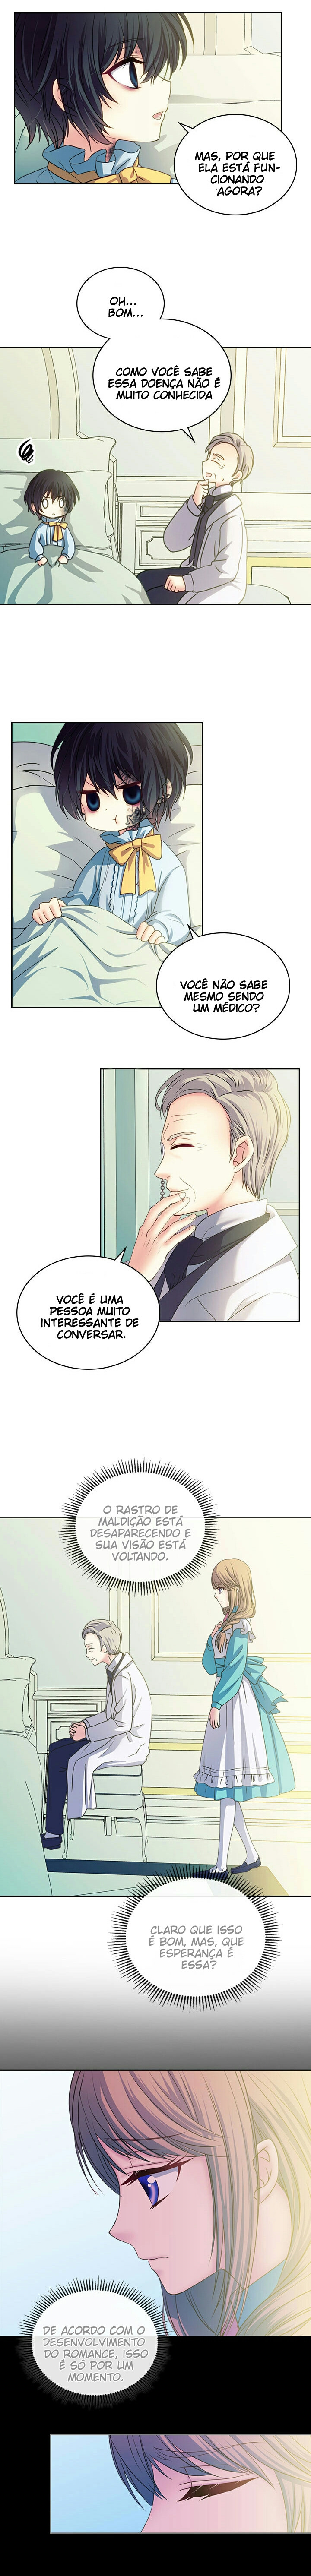 MAS, POR QUE
ELA ESTÁ FUN-
CIONANDO
AGORA?
OH...
BOM...
COMO VOCÊ SABE
ESSA DOENÇA NÃO É
MUITO CONHECIDA
VOCÊ NÃO SABE
MESMO SENDO
UM MÉDICO?
VOCÊ É UMA
PESSOA MUITO
INTERESSANTE DE
CONVERSAR.
O RASTRO DE
MALDIÇÃO ESTÁ
DESAPARECENDO E
SUA VISÃO ESTÁ
VOLTANDO.
CLARO QUE ISSO
É BOM, MAS, QUE
ESPERANÇA É
ESSA?
DE ACORDO COM O
DESENVOLVIMENTO
DO ROMANCE, ISSO
É SÓ POR UM
MOMENTO.